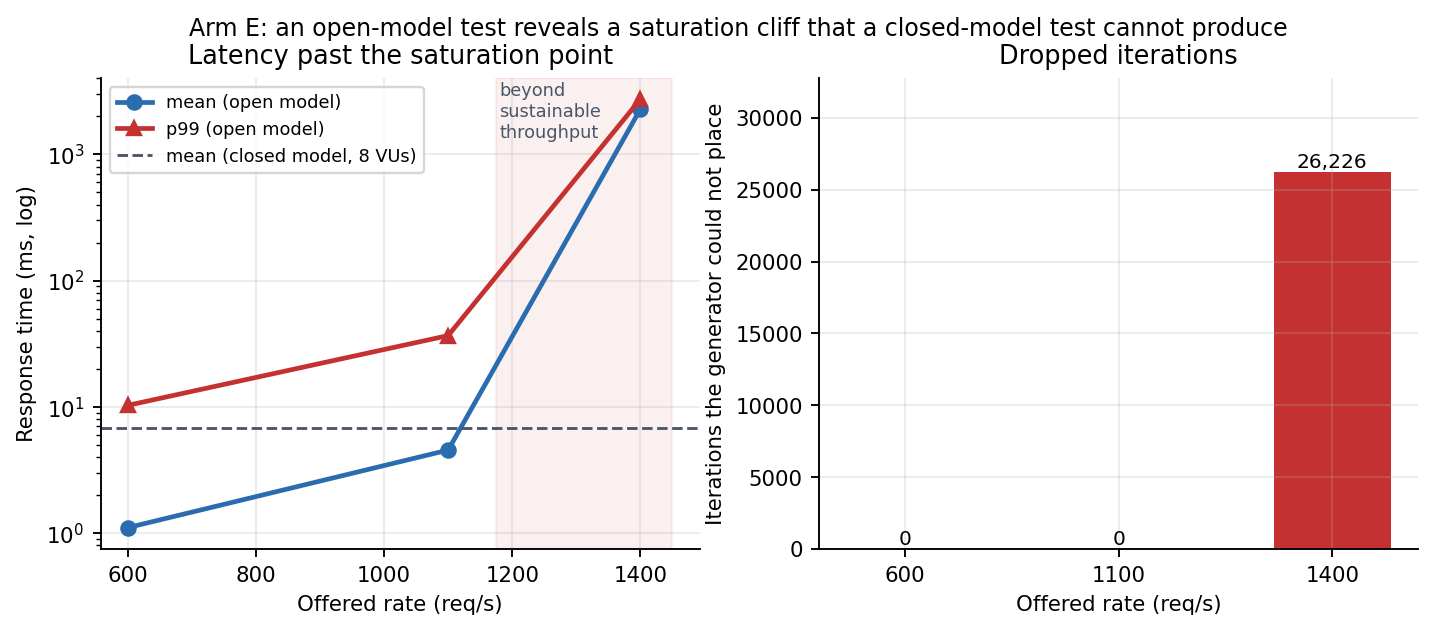 Arm E: an open-model test reveals a saturation cliff that a closed-model test cannot produce
Latency past the saturation point
mean (open model)
p99 (open model)
mean (closed model, 8 VUs)
beyond
sustainable
throughput
Response time (ms, log)
10³
10²
10¹
10⁰
600
800
1000
1200
1400
Offered rate (req/s)
Dropped iterations
Iterations the generator could not place
30000
25000
20000
15000
10000
5000
0
0
0
26,226
600
1100
1400
Offered rate (req/s)